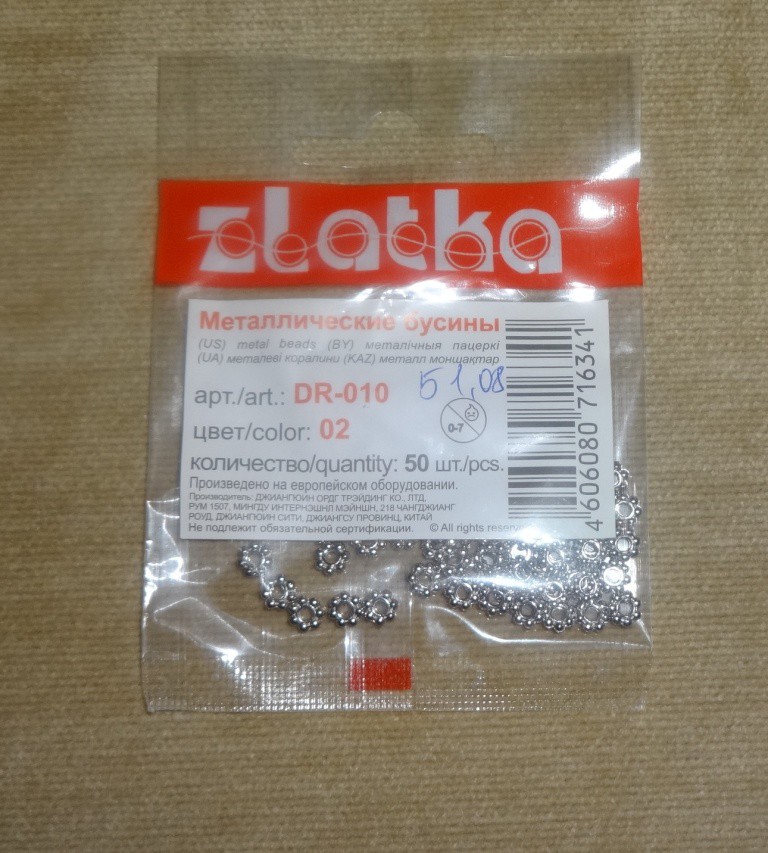 zlatka
Металлические бусины
(US) metal beads (BY) металічныя пацеркі
(UA) металеві коралини (KAZ) металл моншақтар
арт./art.: DR-010
51,08
цвет/color: 02
0-7
количество/quantity: 50 шт./pcs.
Произведено на европейском оборудовании.
Производитель: ДЖИАНГЮИН ОРДГ ТРЭЙДИНГ КО., ЛТД,
РУМ 1507, МИНГДУ ИНТЕРНЭШНЛ МЭЙНШН, 218 ЧАНГДЖИАНГ
РОУД, ДЖИАНГЮИН СИТИ, ДЖИАНГСУ ПРОВИНЦ, КИТАЙ
Не подлежит обязательной сертификации. © All rights
4 606080 716341